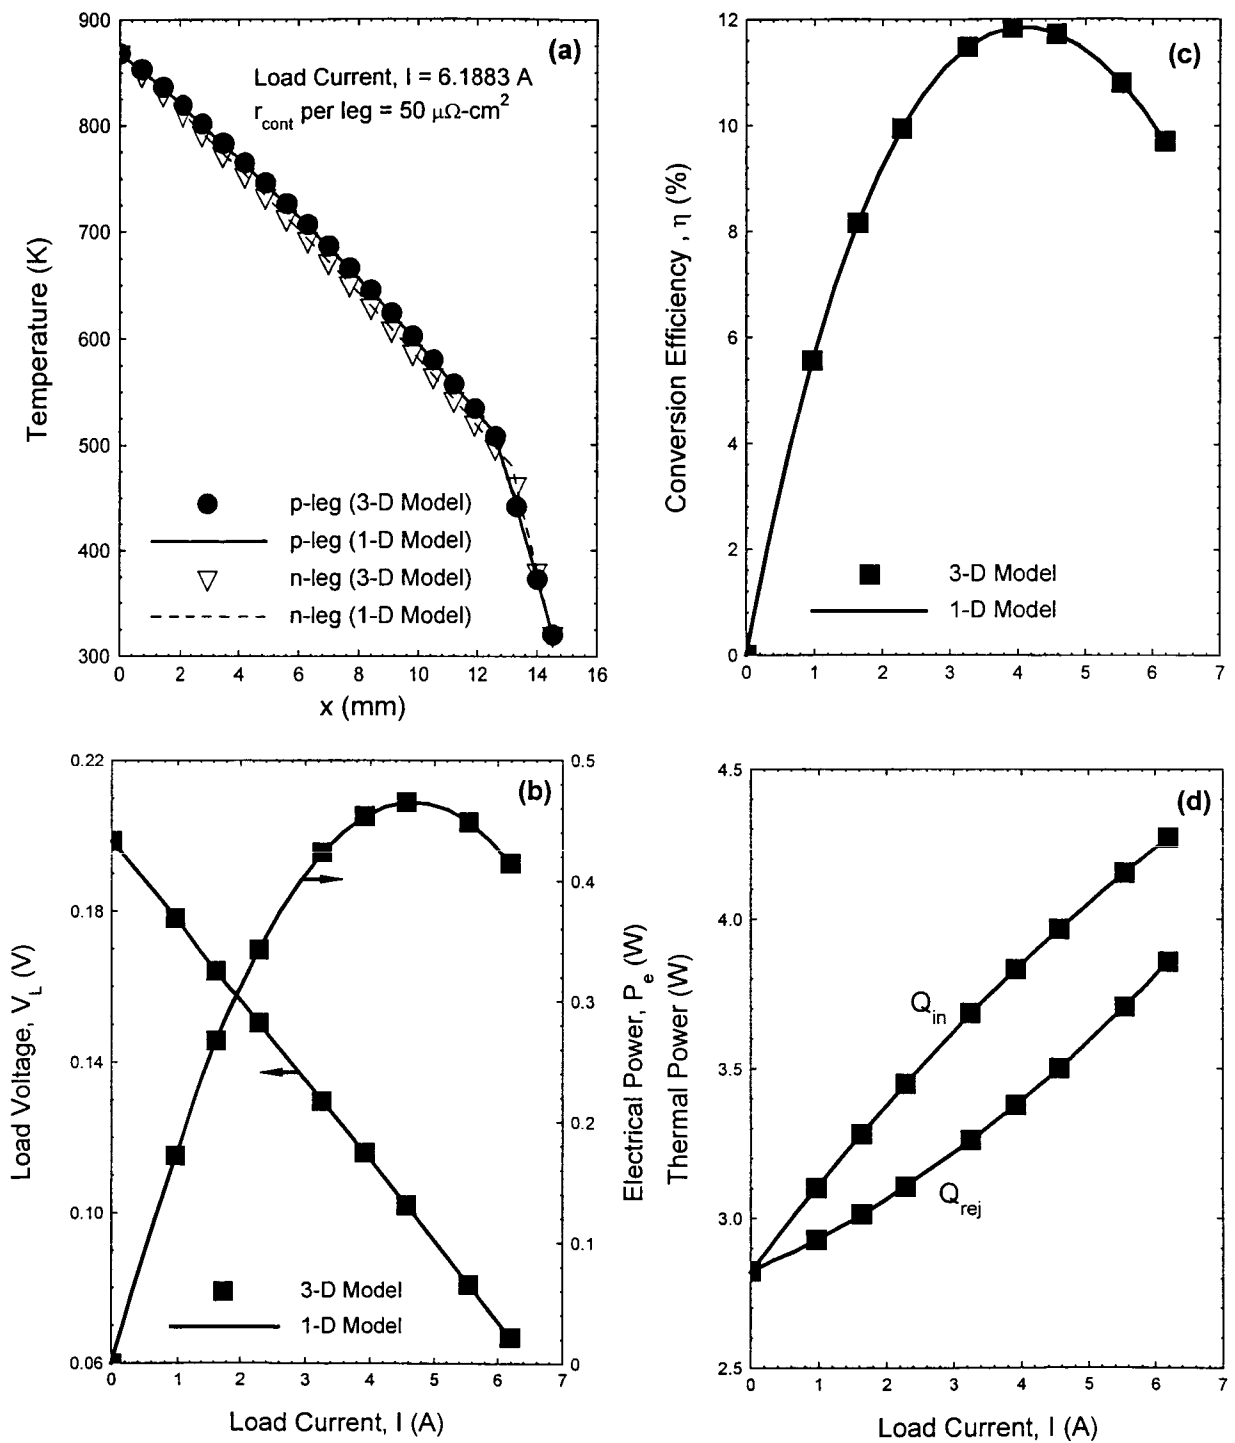 (a)
Load Current, I = 6.1883 A
r_cont per leg = 50 μΩ-cm²
900
800
700
600
500
400
300
Temperature (K)
p-leg (3-D Model)
p-leg (1-D Model)
n-leg (3-D Model)
n-leg (1-D Model)
0 2 4 6 8 10 12 14 16
x (mm)
(c)
12
10
8
6
4
2
0
Conversion Efficiency , η (%)
3-D Model
1-D Model
0 1 2 3 4 5 6 7
(b)
0.22
0.18
0.14
0.10
0.06
Load Voltage, V_L (V)
0.5
0.4
0.3
0.2
0.1
0
Electrical Power, P_e (W)
3-D Model
1-D Model
0 1 2 3 4 5 6 7
Load Current, I (A)
(d)
4.5
4.0
3.5
3.0
2.5
Thermal Power (W)
Q_in
Q_rej
0 1 2 3 4 5 6 7
Load Current, I (A)